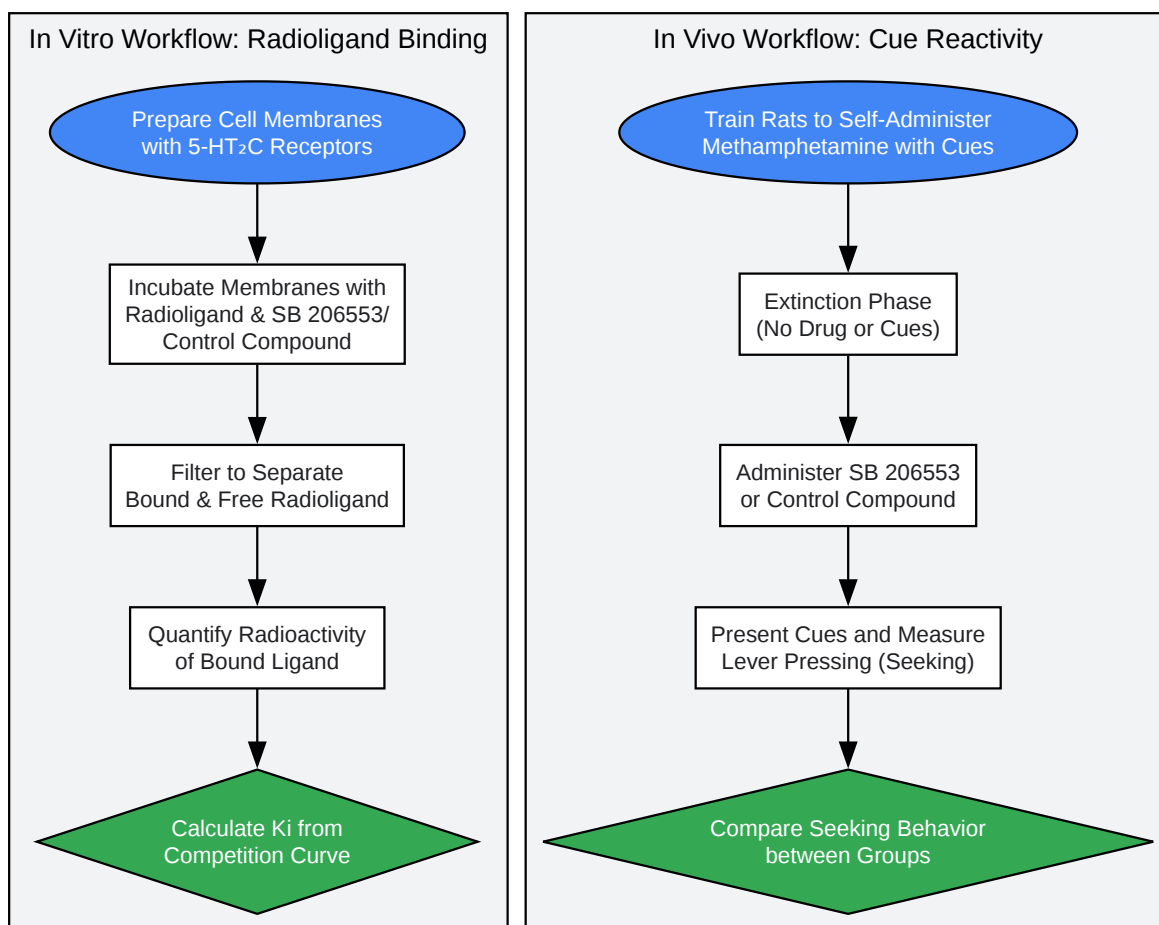 In Vitro Workflow: Radioligand Binding
Prepare Cell Membranes
with 5-HT₂C Receptors
Incubate Membranes with
Radioligand & SB 206553/
Control Compound
Filter to Separate
Bound & Free Radioligand
Quantify Radioactivity
of Bound Ligand
Calculate Ki from
Competition Curve
In Vivo Workflow: Cue Reactivity
Train Rats to Self-Administer
Methamphetamine with Cues
Extinction Phase
(No Drug or Cues)
Administer SB 206553
or Control Compound
Present Cues and Measure
Lever Pressing (Seeking)
Compare Seeking Behavior
between Groups